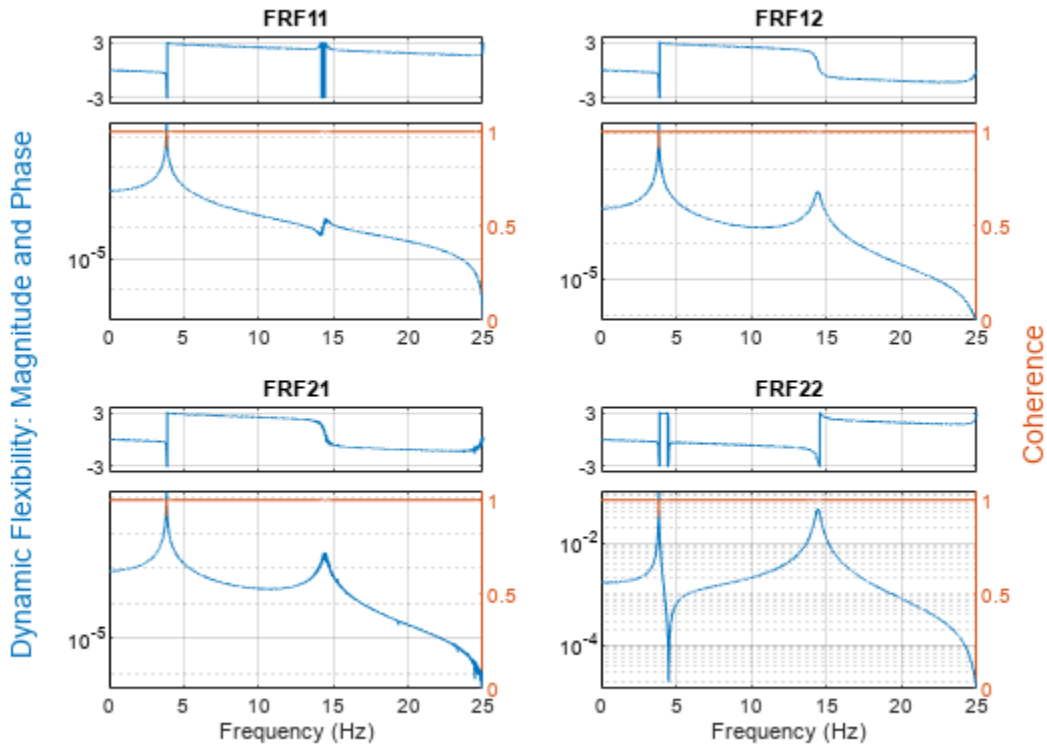 Dynamic Flexibility: Magnitude and Phase
FRF11
3
-3
1
0.5
0
10-5
0 5 10 15 20 25
FRF12
3
-3
1
0.5
0
10-5
0 5 10 15 20 25
FRF21
3
-3
1
0.5
0
10-5
0 5 10 15 20 25
Frequency (Hz)
FRF22
3
-3
1
0.5
0
10-2
10-4
0 5 10 15 20 25
Frequency (Hz)
Coherence